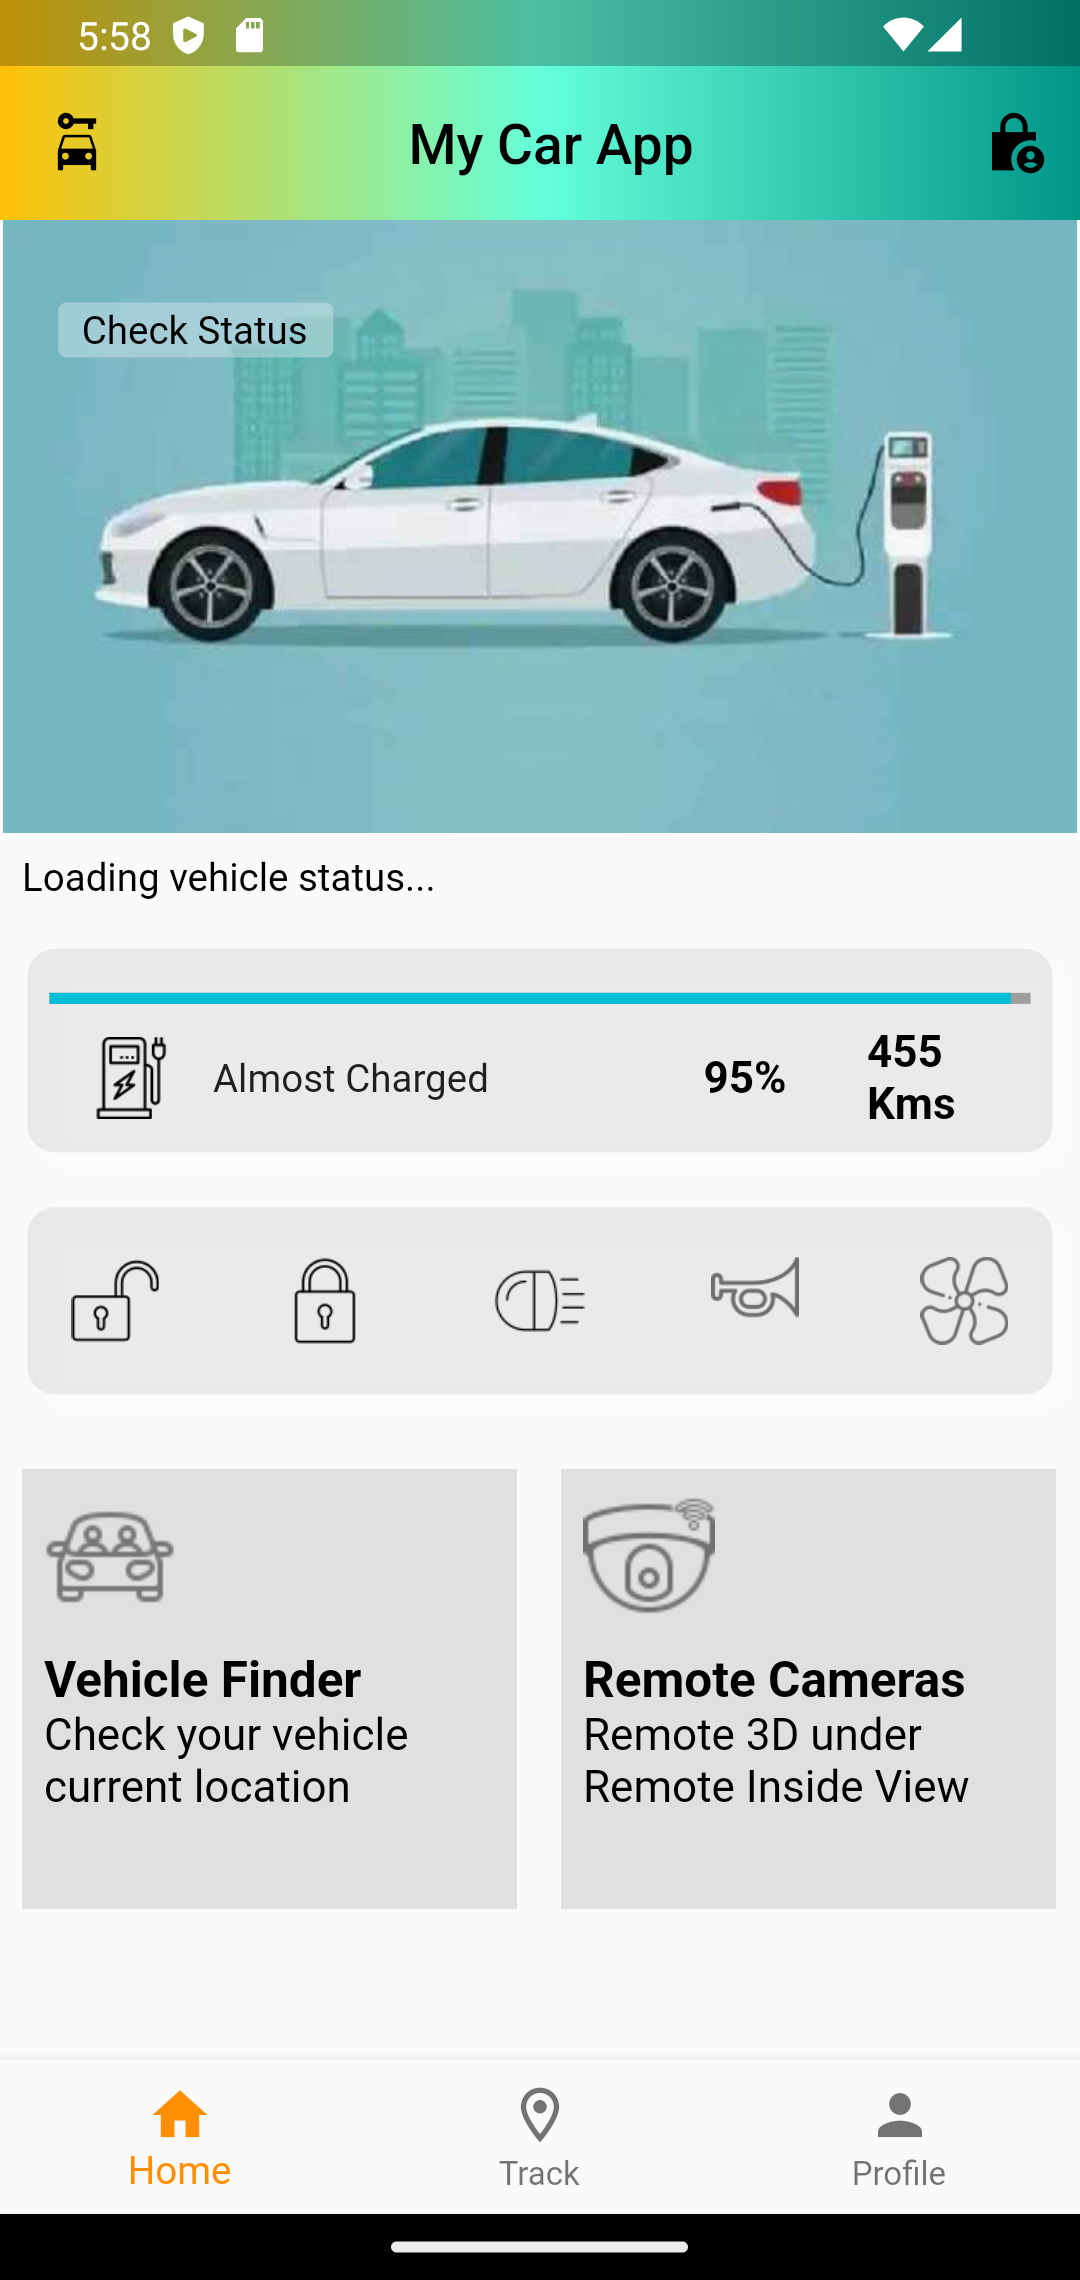 5:58
My Car App
Check Status
Loading vehicle status...
Almost Charged
95%
455
Kms
Vehicle Finder
Check your vehicle
current location
Remote Cameras
Remote 3D under
Remote Inside View
Home
Track
Profile